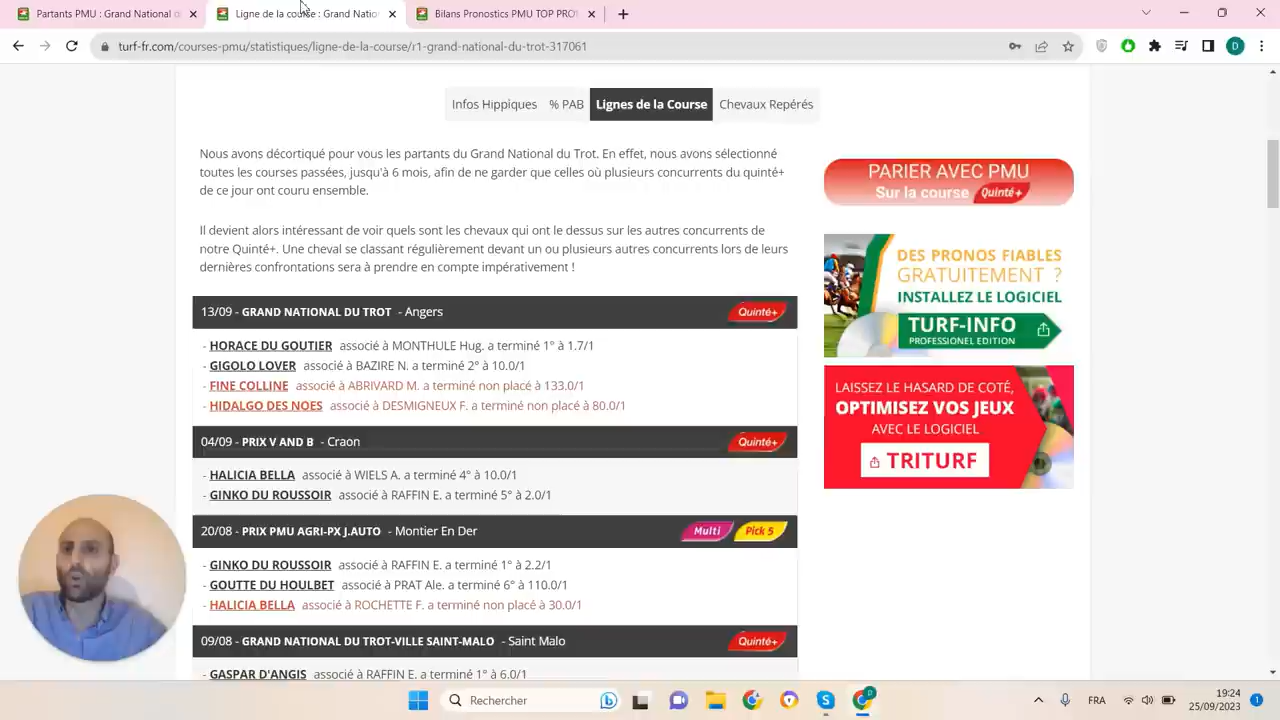 Partants PMU : Grand National du
Ligne de la course : Grand Natio
Bilans Pronostics PMU TOP PRO
turf-fr.com/courses-pmu/statistiques/ligne-de-la-course/r1-grand-national-du-trot-317061
D
Infos Hippiques
% PAB
Lignes de la Course
Chevaux Repérés
Nous avons décortiqué pour vous les partants du Grand National du Trot. En effet, nous avons sélectionné
toutes les courses passées, jusqu'à 6 mois, afin de ne garder que celles où plusieurs concurrents du quinté+
de ce jour ont couru ensemble.
Il devient alors intéressant de voir quels sont les chevaux qui ont le dessus sur les autres concurrents de
notre Quinté+. Une cheval se classant régulièrement devant un ou plusieurs autres concurrents lors de leurs
dernières confrontations sera à prendre en compte impérativement !
13/09 - GRAND NATIONAL DU TROT - Angers
Quinté+
- HORACE DU GOUTIER associé à MONTHULE Hug. a terminé 1° à 1.7/1
- GIGOLO LOVER associé à BAZIRE N. a terminé 2° à 10.0/1
- FINE COLLINE associé à ABRIVARD M. a terminé non placé à 133.0/1
- HIDALGO DES NOES associé à DESMIGNEUX F. a terminé non placé à 80.0/1
04/09 - PRIX V AND B - Craon
Quinté+
- HALICIA BELLA associé à WIELS A. a terminé 4° à 10.0/1
- GINKO DU ROUSSOIR associé à RAFFIN E. a terminé 5° à 2.0/1
20/08 - PRIX PMU AGRI-PX J.AUTO - Montier En Der
Multi
Pick 5
- GINKO DU ROUSSOIR associé à RAFFIN E. a terminé 1° à 2.2/1
- GOUTTE DU HOULBET associé à PRAT Ale. a terminé 6° à 110.0/1
- HALICIA BELLA associé à ROCHETTE F. a terminé non placé à 30.0/1
09/08 - GRAND NATIONAL DU TROT-VILLE SAINT-MALO - Saint Malo
Quinté+
- GASPAR D'ANGIS associé à RAFFIN E. a terminé 1° à 6.0/1
PARIER AVEC PMU
Sur la course Quinté+
DES PRONOS FIABLES
GRATUITEMENT ?
INSTALLEZ LE LOGICIEL
TURF-INFO
PROFESSIONEL EDITION
LAISSEZ LE HASARD DE COTÉ,
OPTIMISEZ VOS JEUX
AVEC LE LOGICIEL
TRITURF
Rechercher
FRA
19:24
25/09/2023